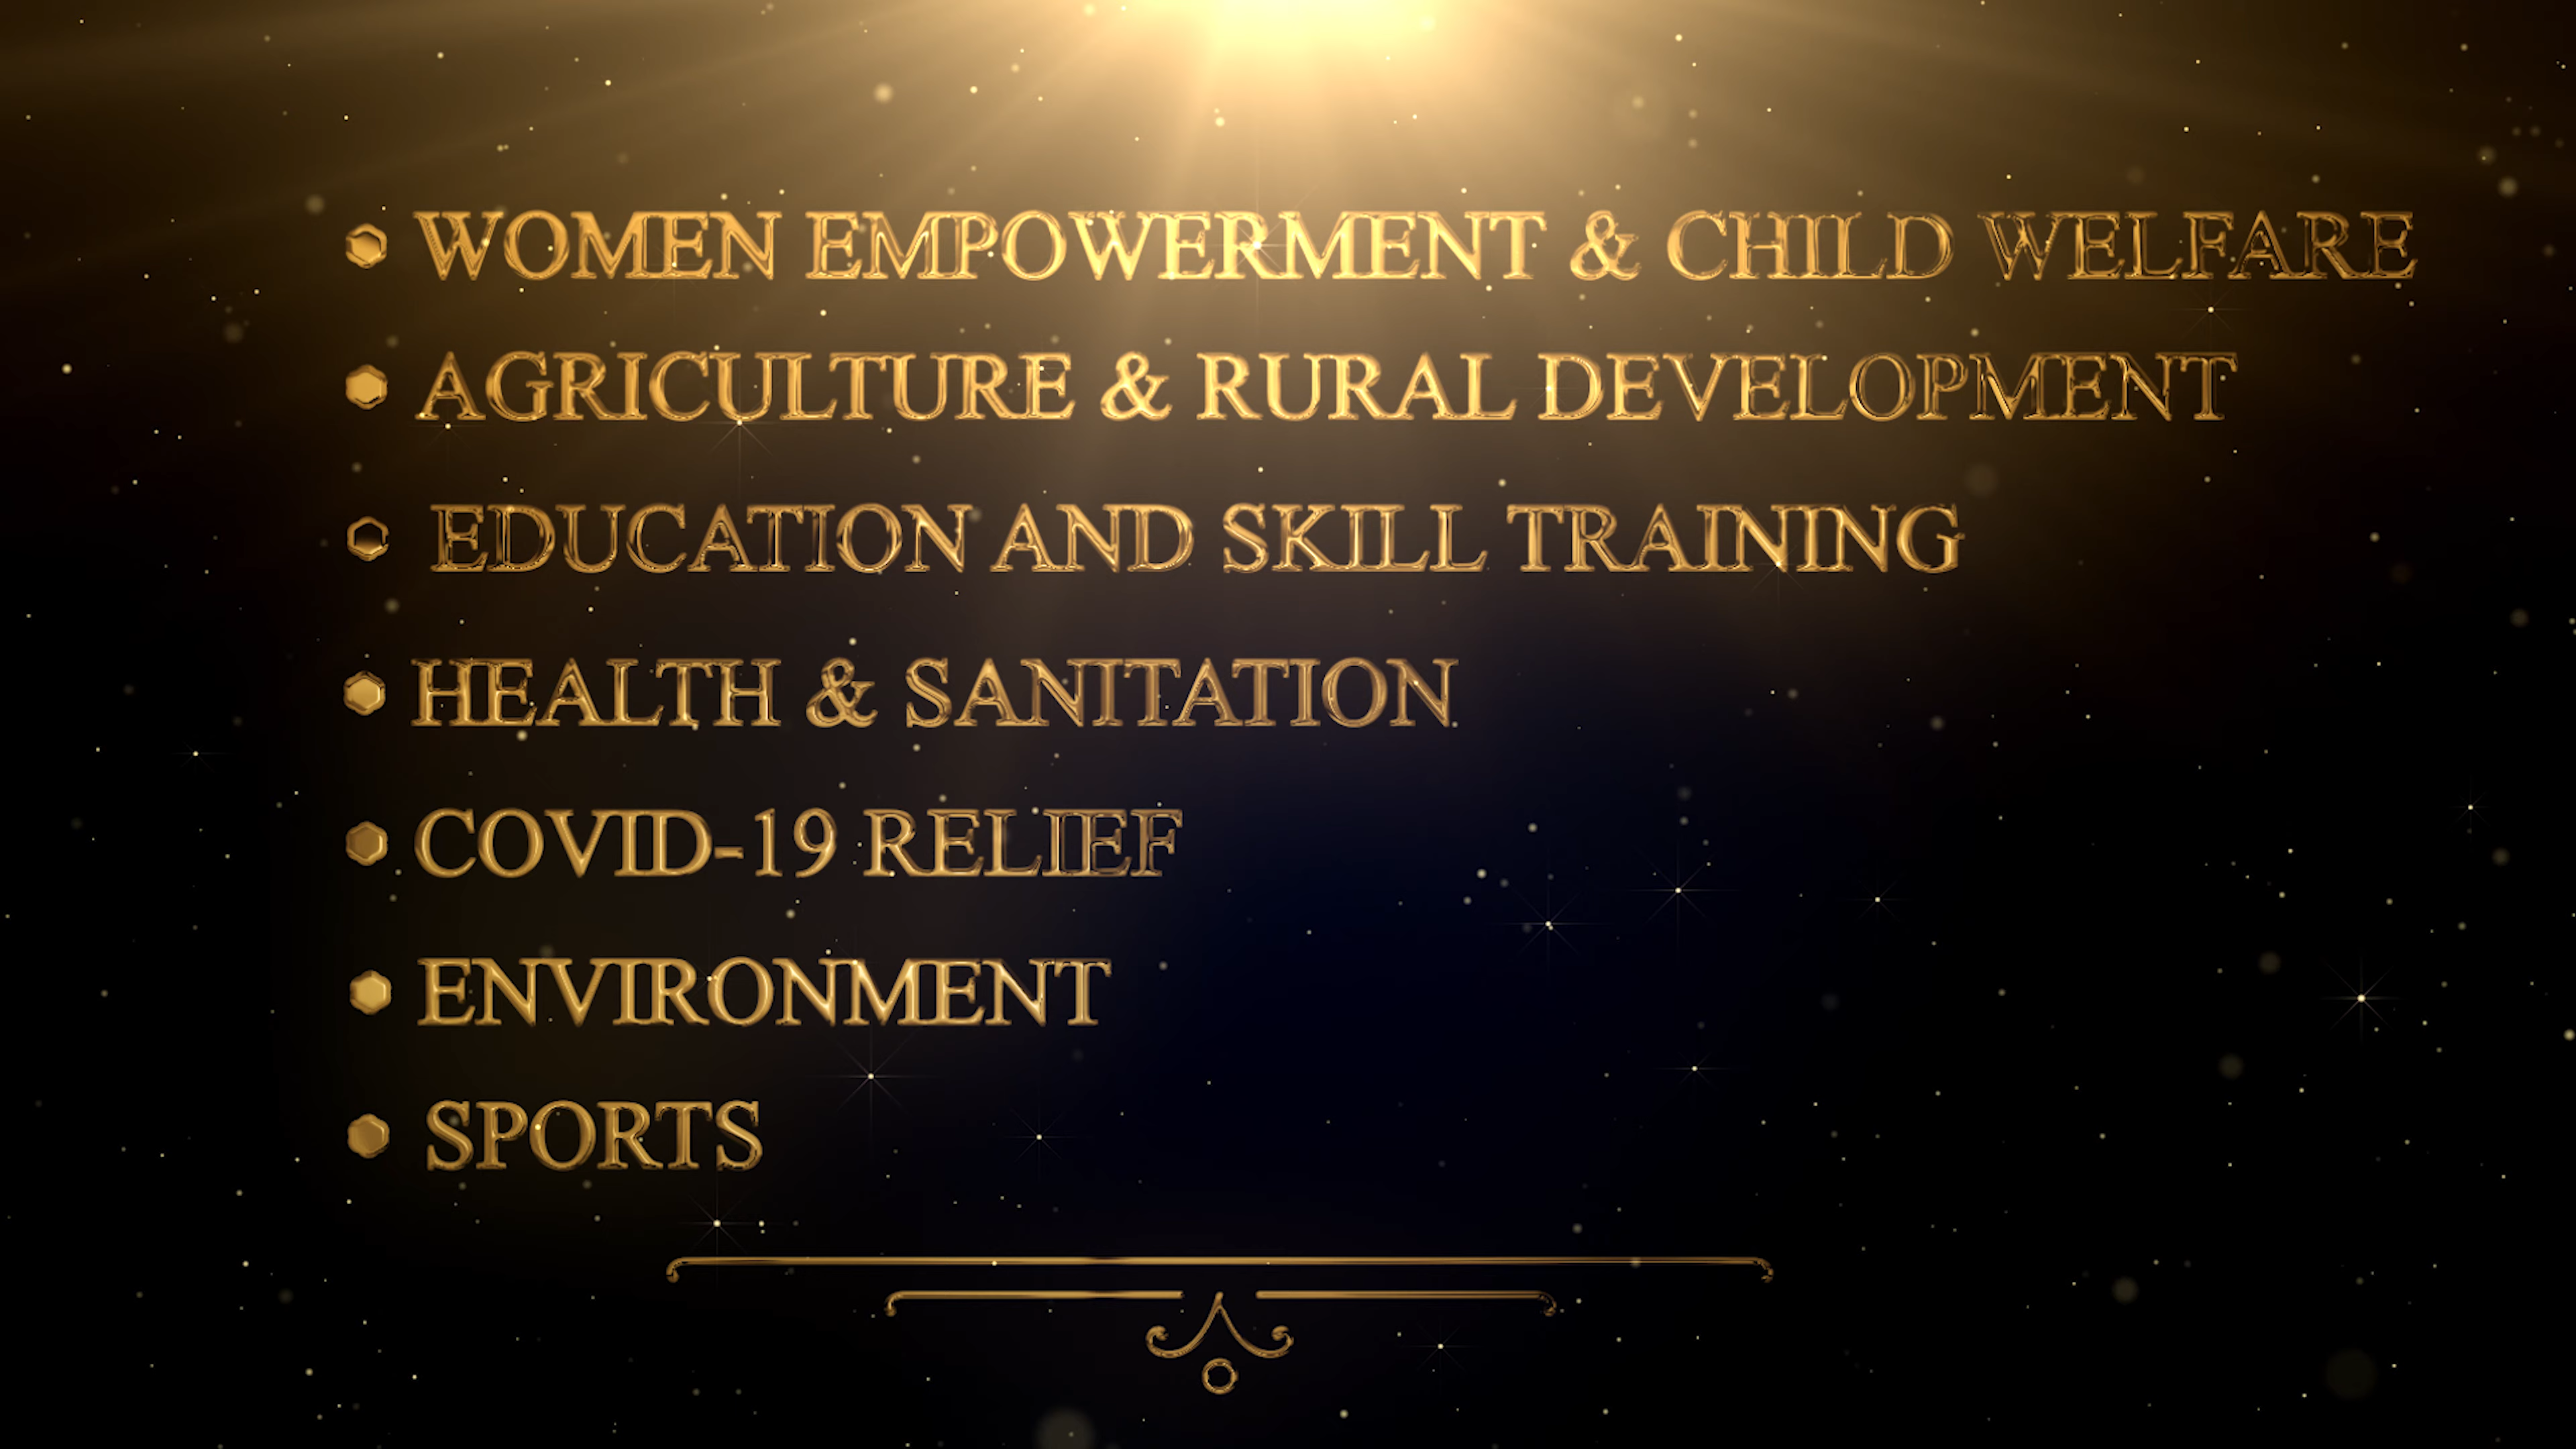 • WOMEN EMPOWERMENT & CHILD WELFARE
• AGRICULTURE & RURAL DEVELOPMENT
• EDUCATION AND SKILL TRAINING
• HEALTH & SANITATION
• COVID-19 RELIEF
• ENVIRONMENT
• SPORTS